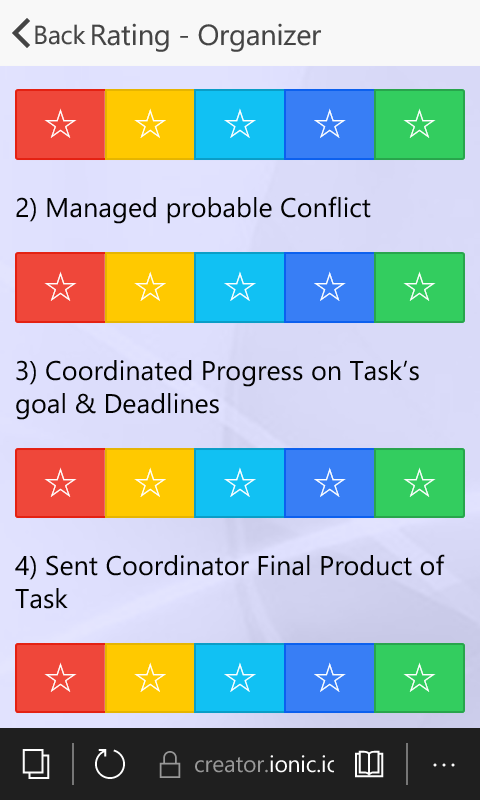 Back Rating - Organizer
2) Managed probable Conflict
3) Coordinated Progress on Task’s
goal & Deadlines
4) Sent Coordinator Final Product of
Task
creator.ionic.ic